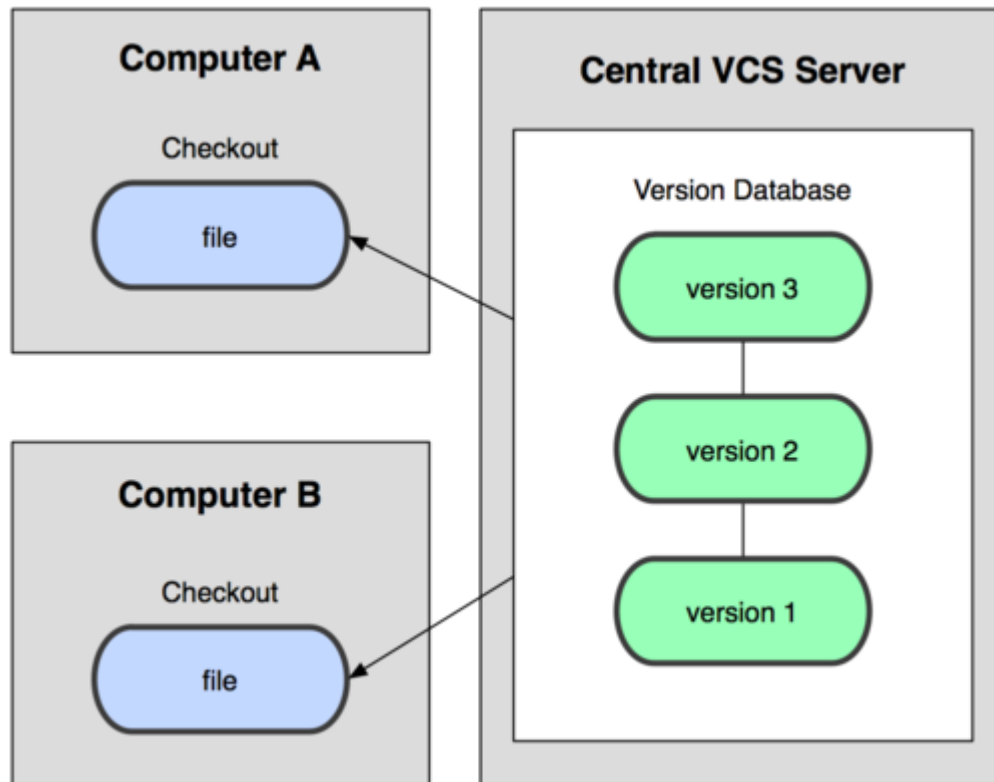 Computer A
Checkout
file
Computer B
Checkout
file
Central VCS Server
Version Database
version 3
version 2
version 1